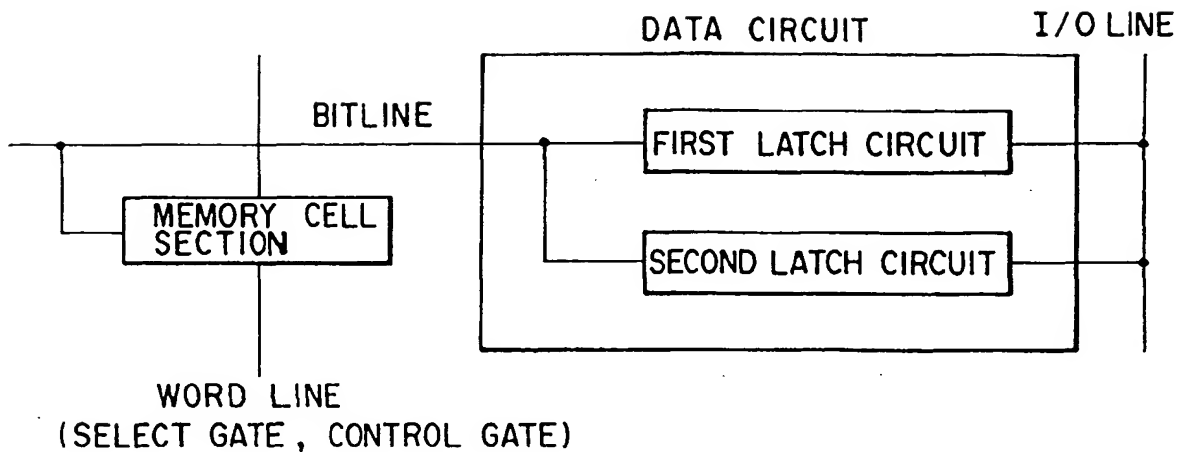 DATA CIRCUIT
I/O LINE
BITLINE
FIRST LATCH CIRCUIT
MEMORY CELL
SECTION
SECOND LATCH CIRCUIT
WORD LINE
(SELECT GATE, CONTROL GATE)